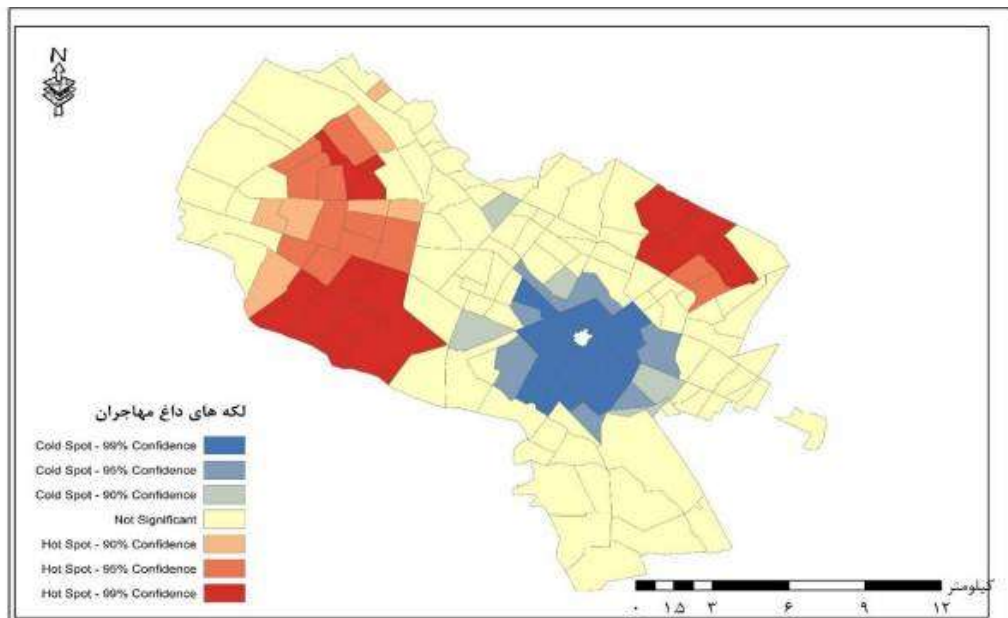 N
لکه های داغ مهاجران
Cold Spot - 99% Confidence
Cold Spot - 95% Confidence
Cold Spot - 90% Confidence
Not Significant
Hot Spot - 90% Confidence
Hot Spot - 95% Confidence
Hot Spot - 99% Confidence
کیلومتر
۰ ۱.۵ ۳ ۶ ۹ ۱۲